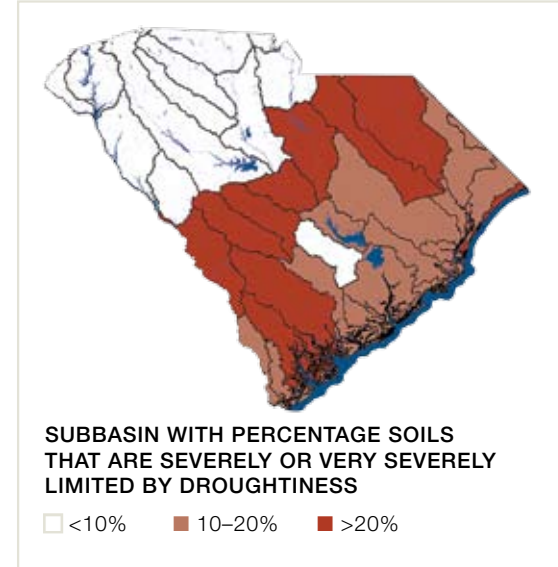 SUBBASIN WITH PERCENTAGE SOILS
THAT ARE SEVERELY OR VERY SEVERELY
LIMITED BY DROUGHTINESS
<10% 10–20% >20%